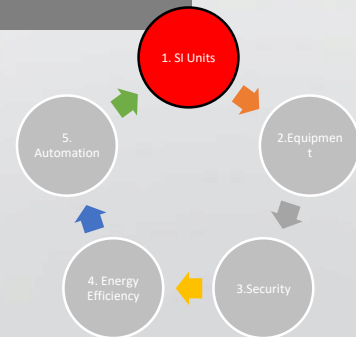 1. SI Units
2.Equipmen
t
3.Security
4. Energy
Efficiency
5.
Automation